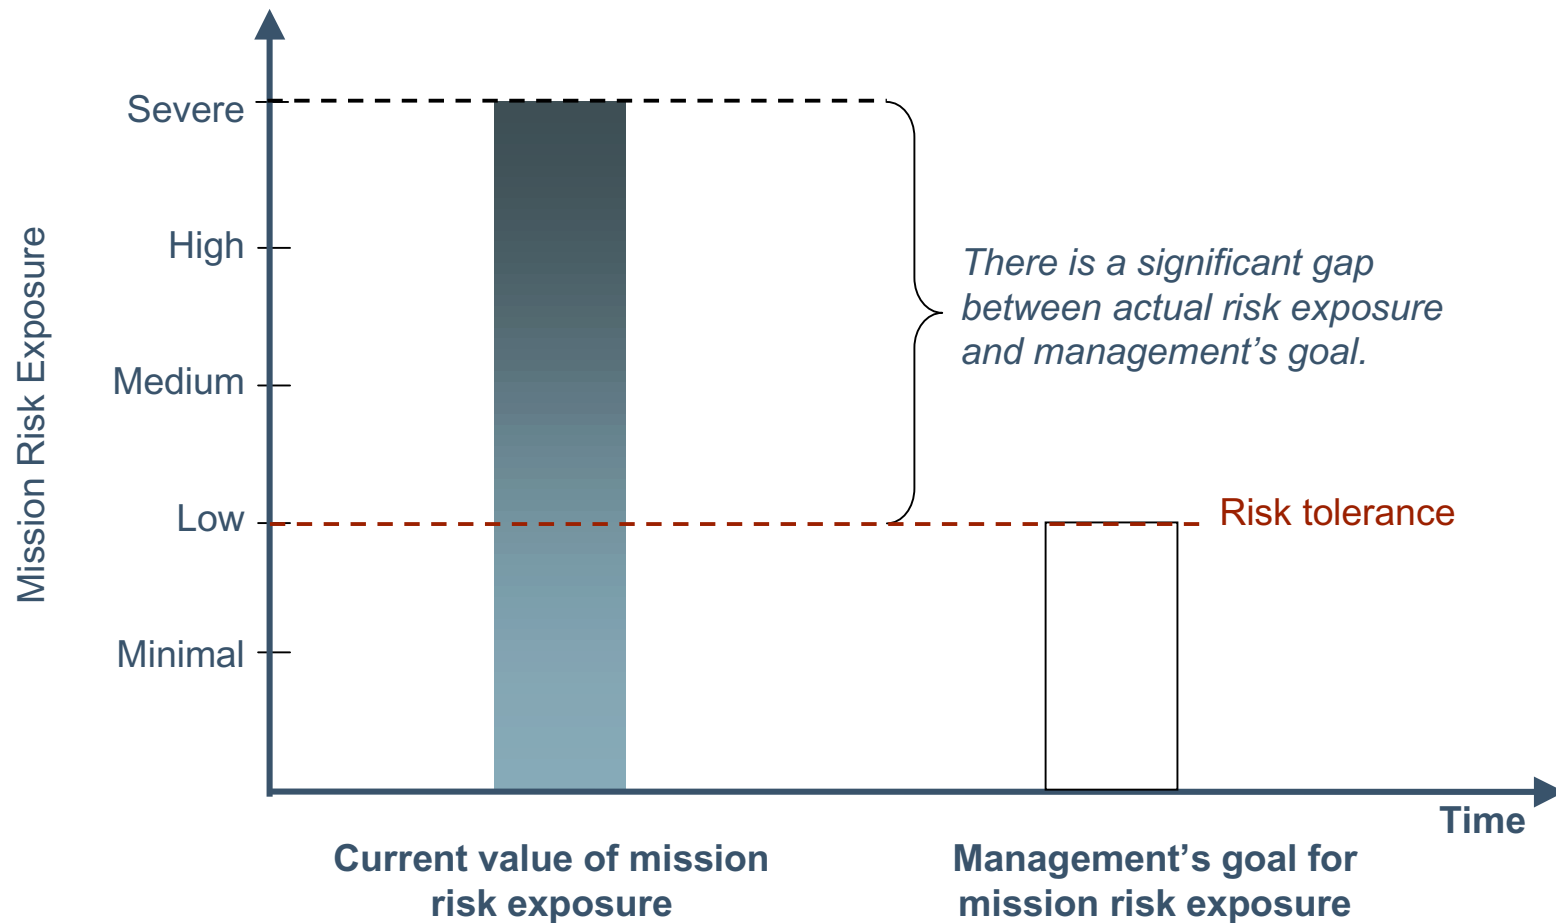 Mission Risk Exposure
Severe
High
Medium
Low
Minimal
There is a significant gap
between actual risk exposure
and management’s goal.
Risk tolerance
Time
Current value of mission
risk exposure
Management’s goal for
mission risk exposure